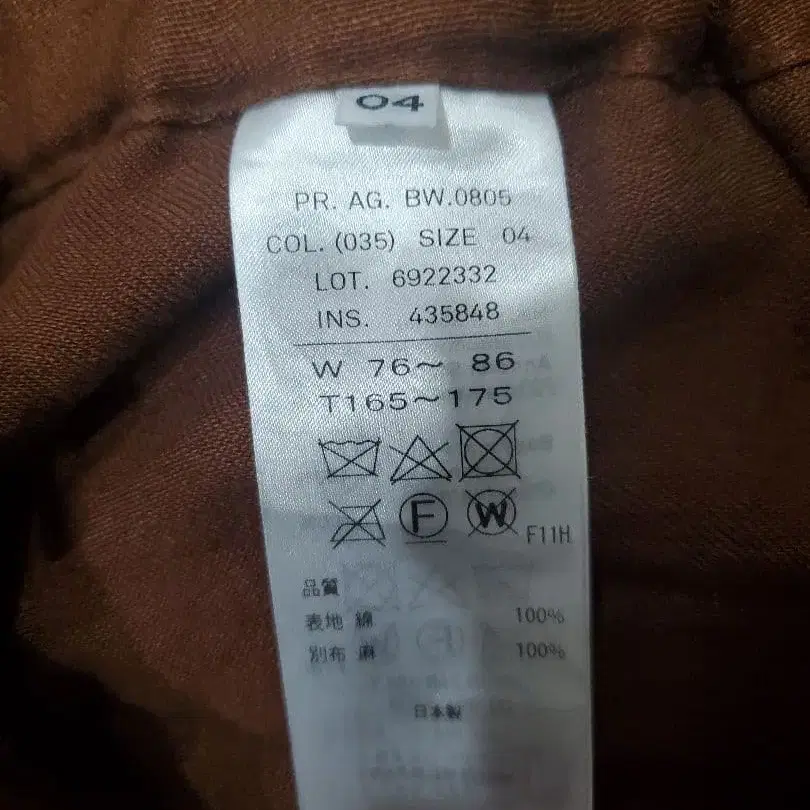 04
PR. AG. BW.0805
COL. (035) SIZE 04
LOT. 6922332
INS. 435848
W 76～ 86
T165～175
F W F11H
品質
表地 綿 100%
別布 麻 100%
日本製